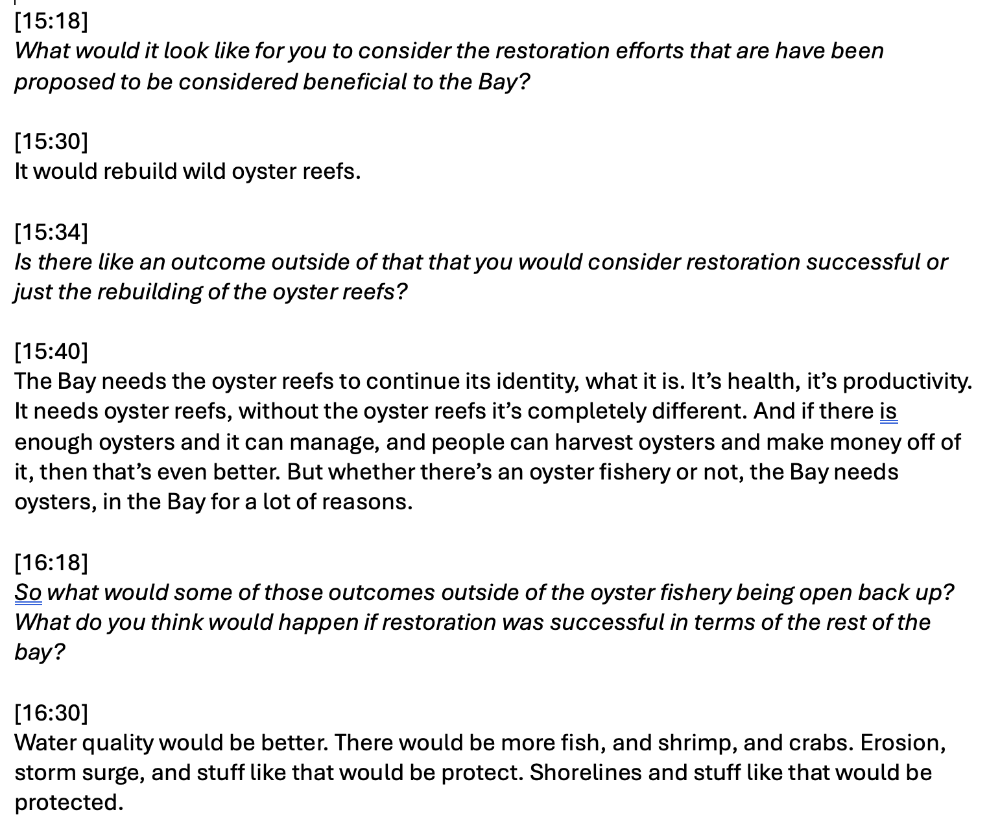 [15:18]
What would it look like for you to consider the restoration efforts that are have been
proposed to be considered beneficial to the Bay?
[15:30]
It would rebuild wild oyster reefs.
[15:34]
Is there like an outcome outside of that that you would consider restoration successful or
just the rebuilding of the oyster reefs?
[15:40]
The Bay needs the oyster reefs to continue its identity, what it is. It’s health, it’s productivity.
It needs oyster reefs, without the oyster reefs it’s completely different. And if there is
enough oysters and it can manage, and people can harvest oysters and make money off of
it, then that’s even better. But whether there’s an oyster fishery or not, the Bay needs
oysters, in the Bay for a lot of reasons.
[16:18]
So what would some of those outcomes outside of the oyster fishery being open back up?
What do you think would happen if restoration was successful in terms of the rest of the
bay?
[16:30]
Water quality would be better. There would be more fish, and shrimp, and crabs. Erosion,
storm surge, and stuff like that would be protect. Shorelines and stuff like that would be
protected.